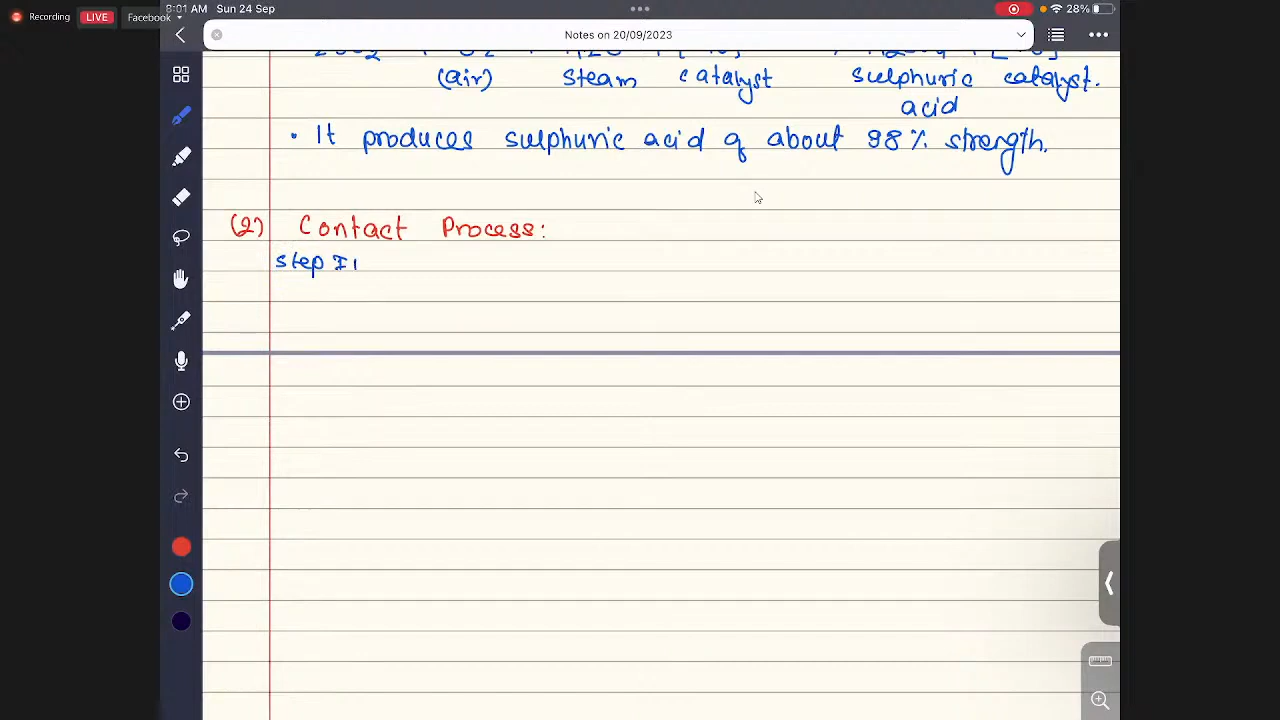 8:01 AM Sun 24 Sep
28%
Recording LIVE Facebook
Notes on 20/09/2023
(air) steam catalyst sulphuric catalyst.
acid
• It produces sulphuric acid of about 98% strength.
(2) Contact Process:
Step I